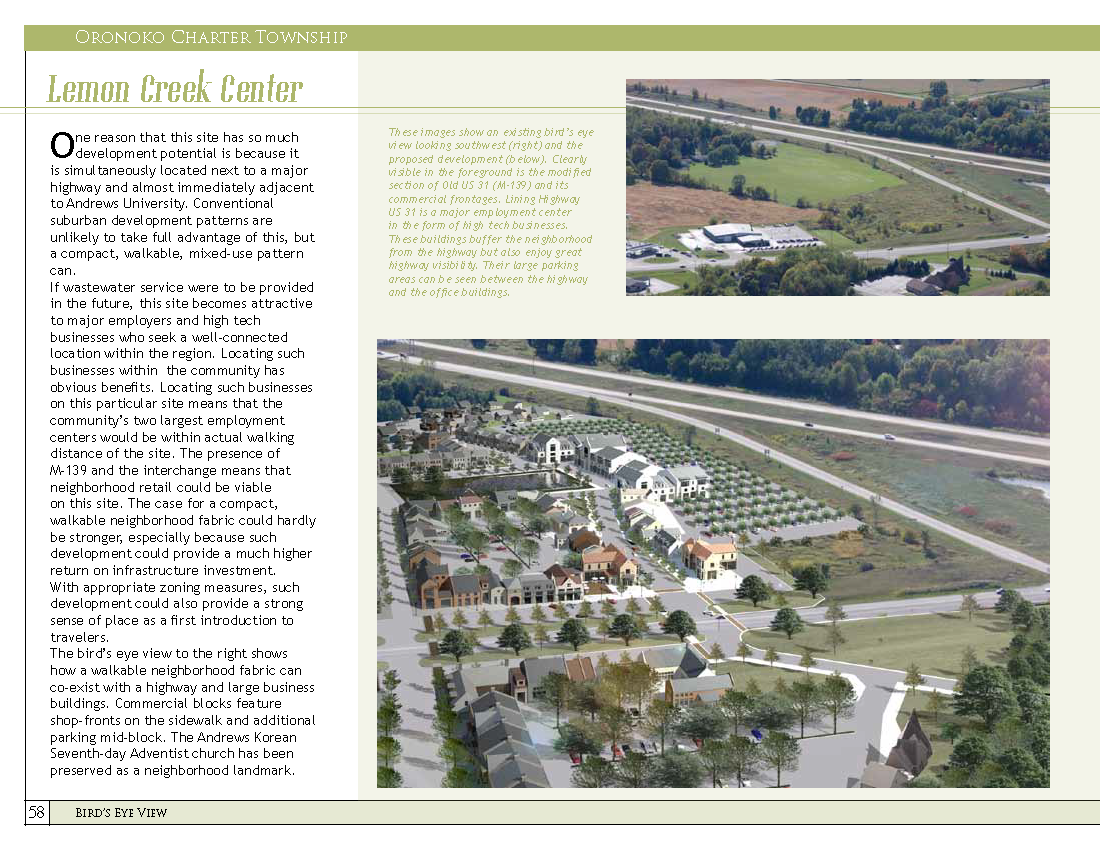 Oronoko Charter Township
Lemon Creek Center
One reason that this site has so much
development potential is because it
is simultaneously located next to a major
highway and almost immediately adjacent
to Andrews University. Conventional
suburban development patterns are
unlikely to take full advantage of this, but
a compact, walkable, mixed-use pattern
can.
If wastewater service were to be provided
in the future, this site becomes attractive
to major employers and high tech
businesses who seek a well-connected
location within the region. Locating such
businesses within the community has
obvious benefits. Locating such businesses
on this particular site means that the
community's two largest employment
centers would be within actual walking
distance of the site. The presence of
M-139 and the interchange means that
neighborhood retail could be viable
on this site. The case for a compact,
walkable neighborhood fabric could hardly
be stronger, especially because such
development could provide a much higher
return on infrastructure investment.
With appropriate zoning measures, such
development could also provide a strong
sense of place as a first introduction to
travelers.
The bird's eye view to the right shows
how a walkable neighborhood fabric can
co-exist with a highway and large business
buildings. Commercial blocks feature
shop-fronts on the sidewalk and additional
parking mid-block. The Andrews Korean
Seventh-day Adventist church has been
preserved as a neighborhood landmark.
These images show an existing bird's eye
view looking southwest (right) and the
proposed development (below). Clearly
visible in the foreground is the modified
section of Old US 31 (M-139) and its
commercial frontages. Lining Highway
US 31 is a major employment center
in the form of high tech businesses.
These buildings buffer the neighborhood
from the highway but also enjoy great
highway visibility. Their large parking
areas can be seen between the highway
and the office buildings.
58
Bird's Eye View